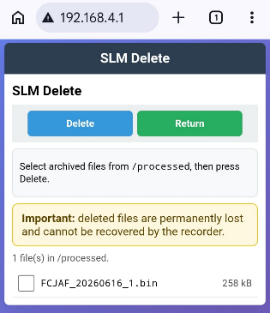 192.168.4.1
1
SLM Delete
SLM Delete
Delete
Return
Select archived files from /processed, then press
Delete.
Important: deleted files are permanently lost
and cannot be recovered by the recorder.
1 file(s) in /processed.
FCJAF_20260616_1.bin
258 kB